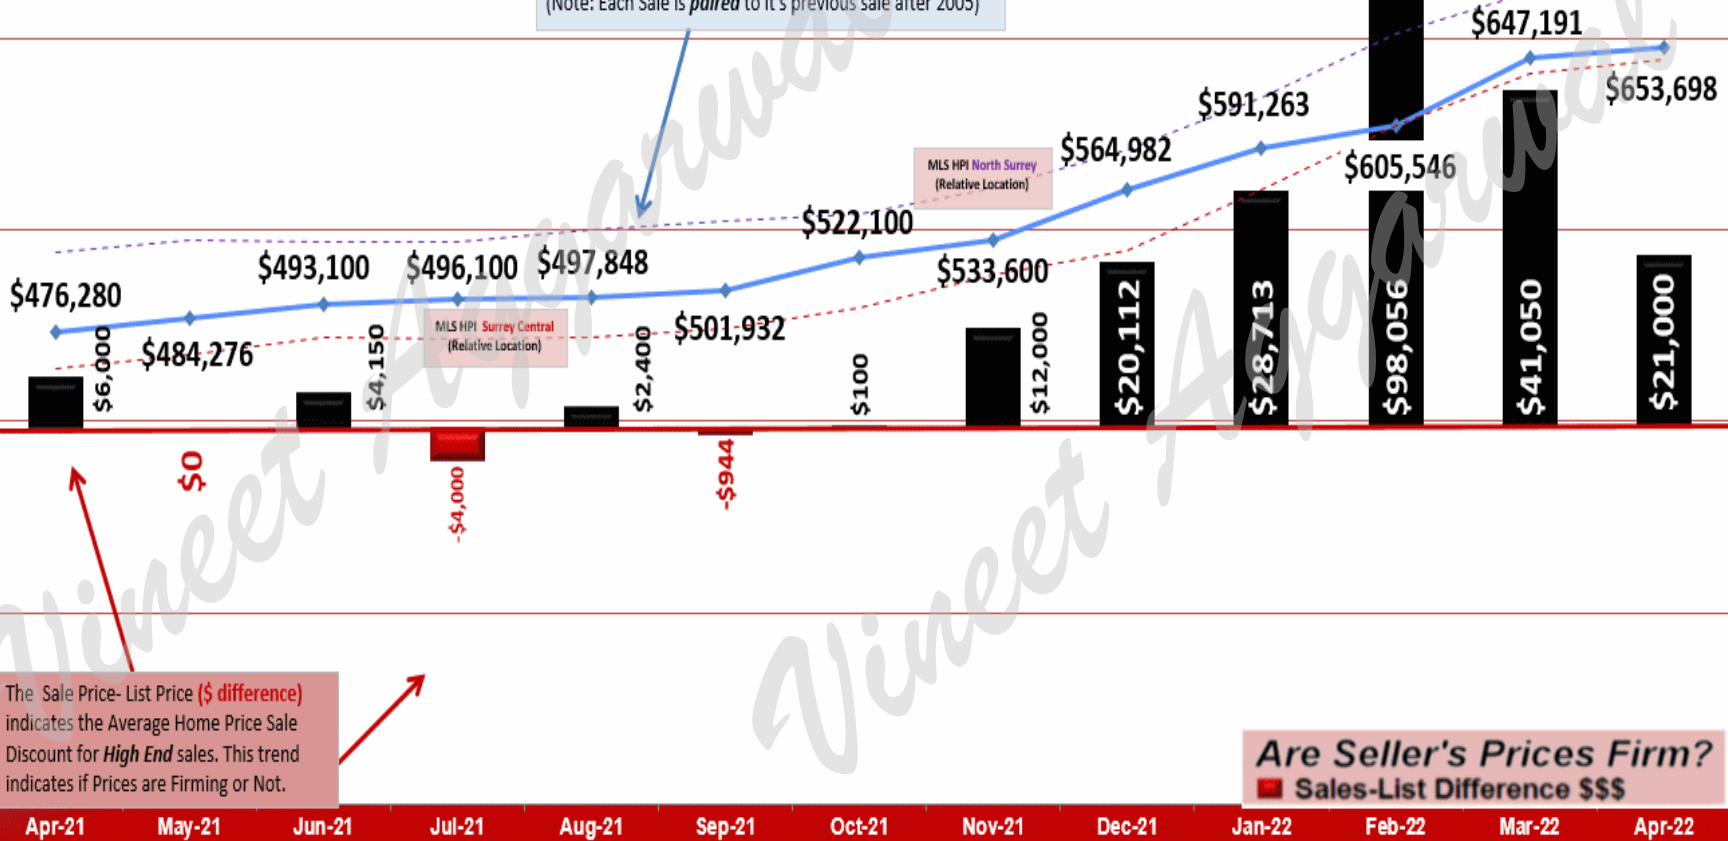 (Note: Each Sale is paired to it's previous sale after 2005)
$647,191
$653,698
$591,263
$564,982
$605,546
MLS HPI North Surrey
(Relative Location)
$522,100
$533,600
$493,100
$496,100
$497,848
$476,280
$484,276
MLS HPI Surrey Central
(Relative Location)
$501,932
$6,000
$0
$4,150
-$4,000
$2,400
-$944
$100
$12,000
$20,112
$28,713
$98,056
$41,050
$21,000
Vineet Aggarwal
Vineet Aggarwal
The Sale Price- List Price ($ difference)
indicates the Average Home Price Sale
Discount for High End sales. This trend
indicates if Prices are Firming or Not.
Are Seller's Prices Firm?
Sales-List Difference $$$
Apr-21 May-21 Jun-21 Jul-21 Aug-21 Sep-21 Oct-21 Nov-21 Dec-21 Jan-22 Feb-22 Mar-22 Apr-22